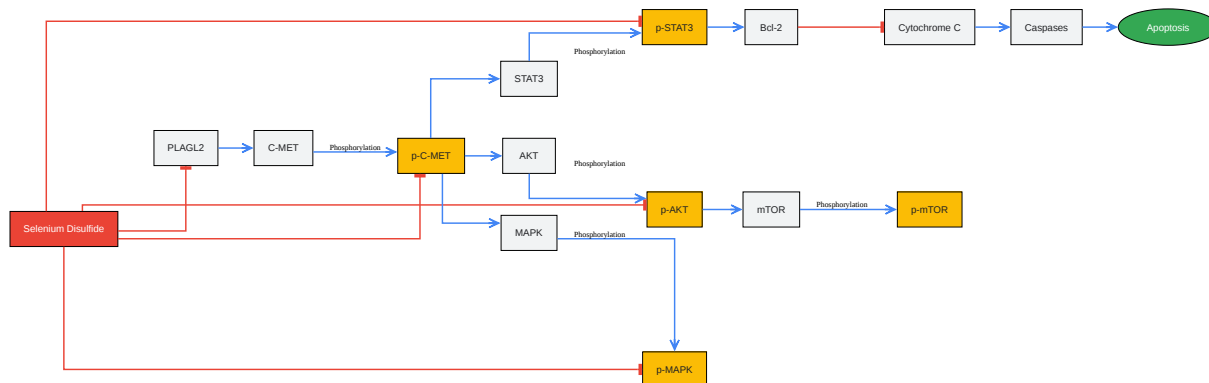 p-STAT3
Bcl-2
Cytochrome C
Caspases
Apoptosis
Phosphorylation
STAT3
PLAGL2
C-MET
Phosphorylation
p-C-MET
AKT
Phosphorylation
p-AKT
mTOR
Phosphorylation
p-mTOR
Selenium Disulfide
MAPK
Phosphorylation
p-MAPK